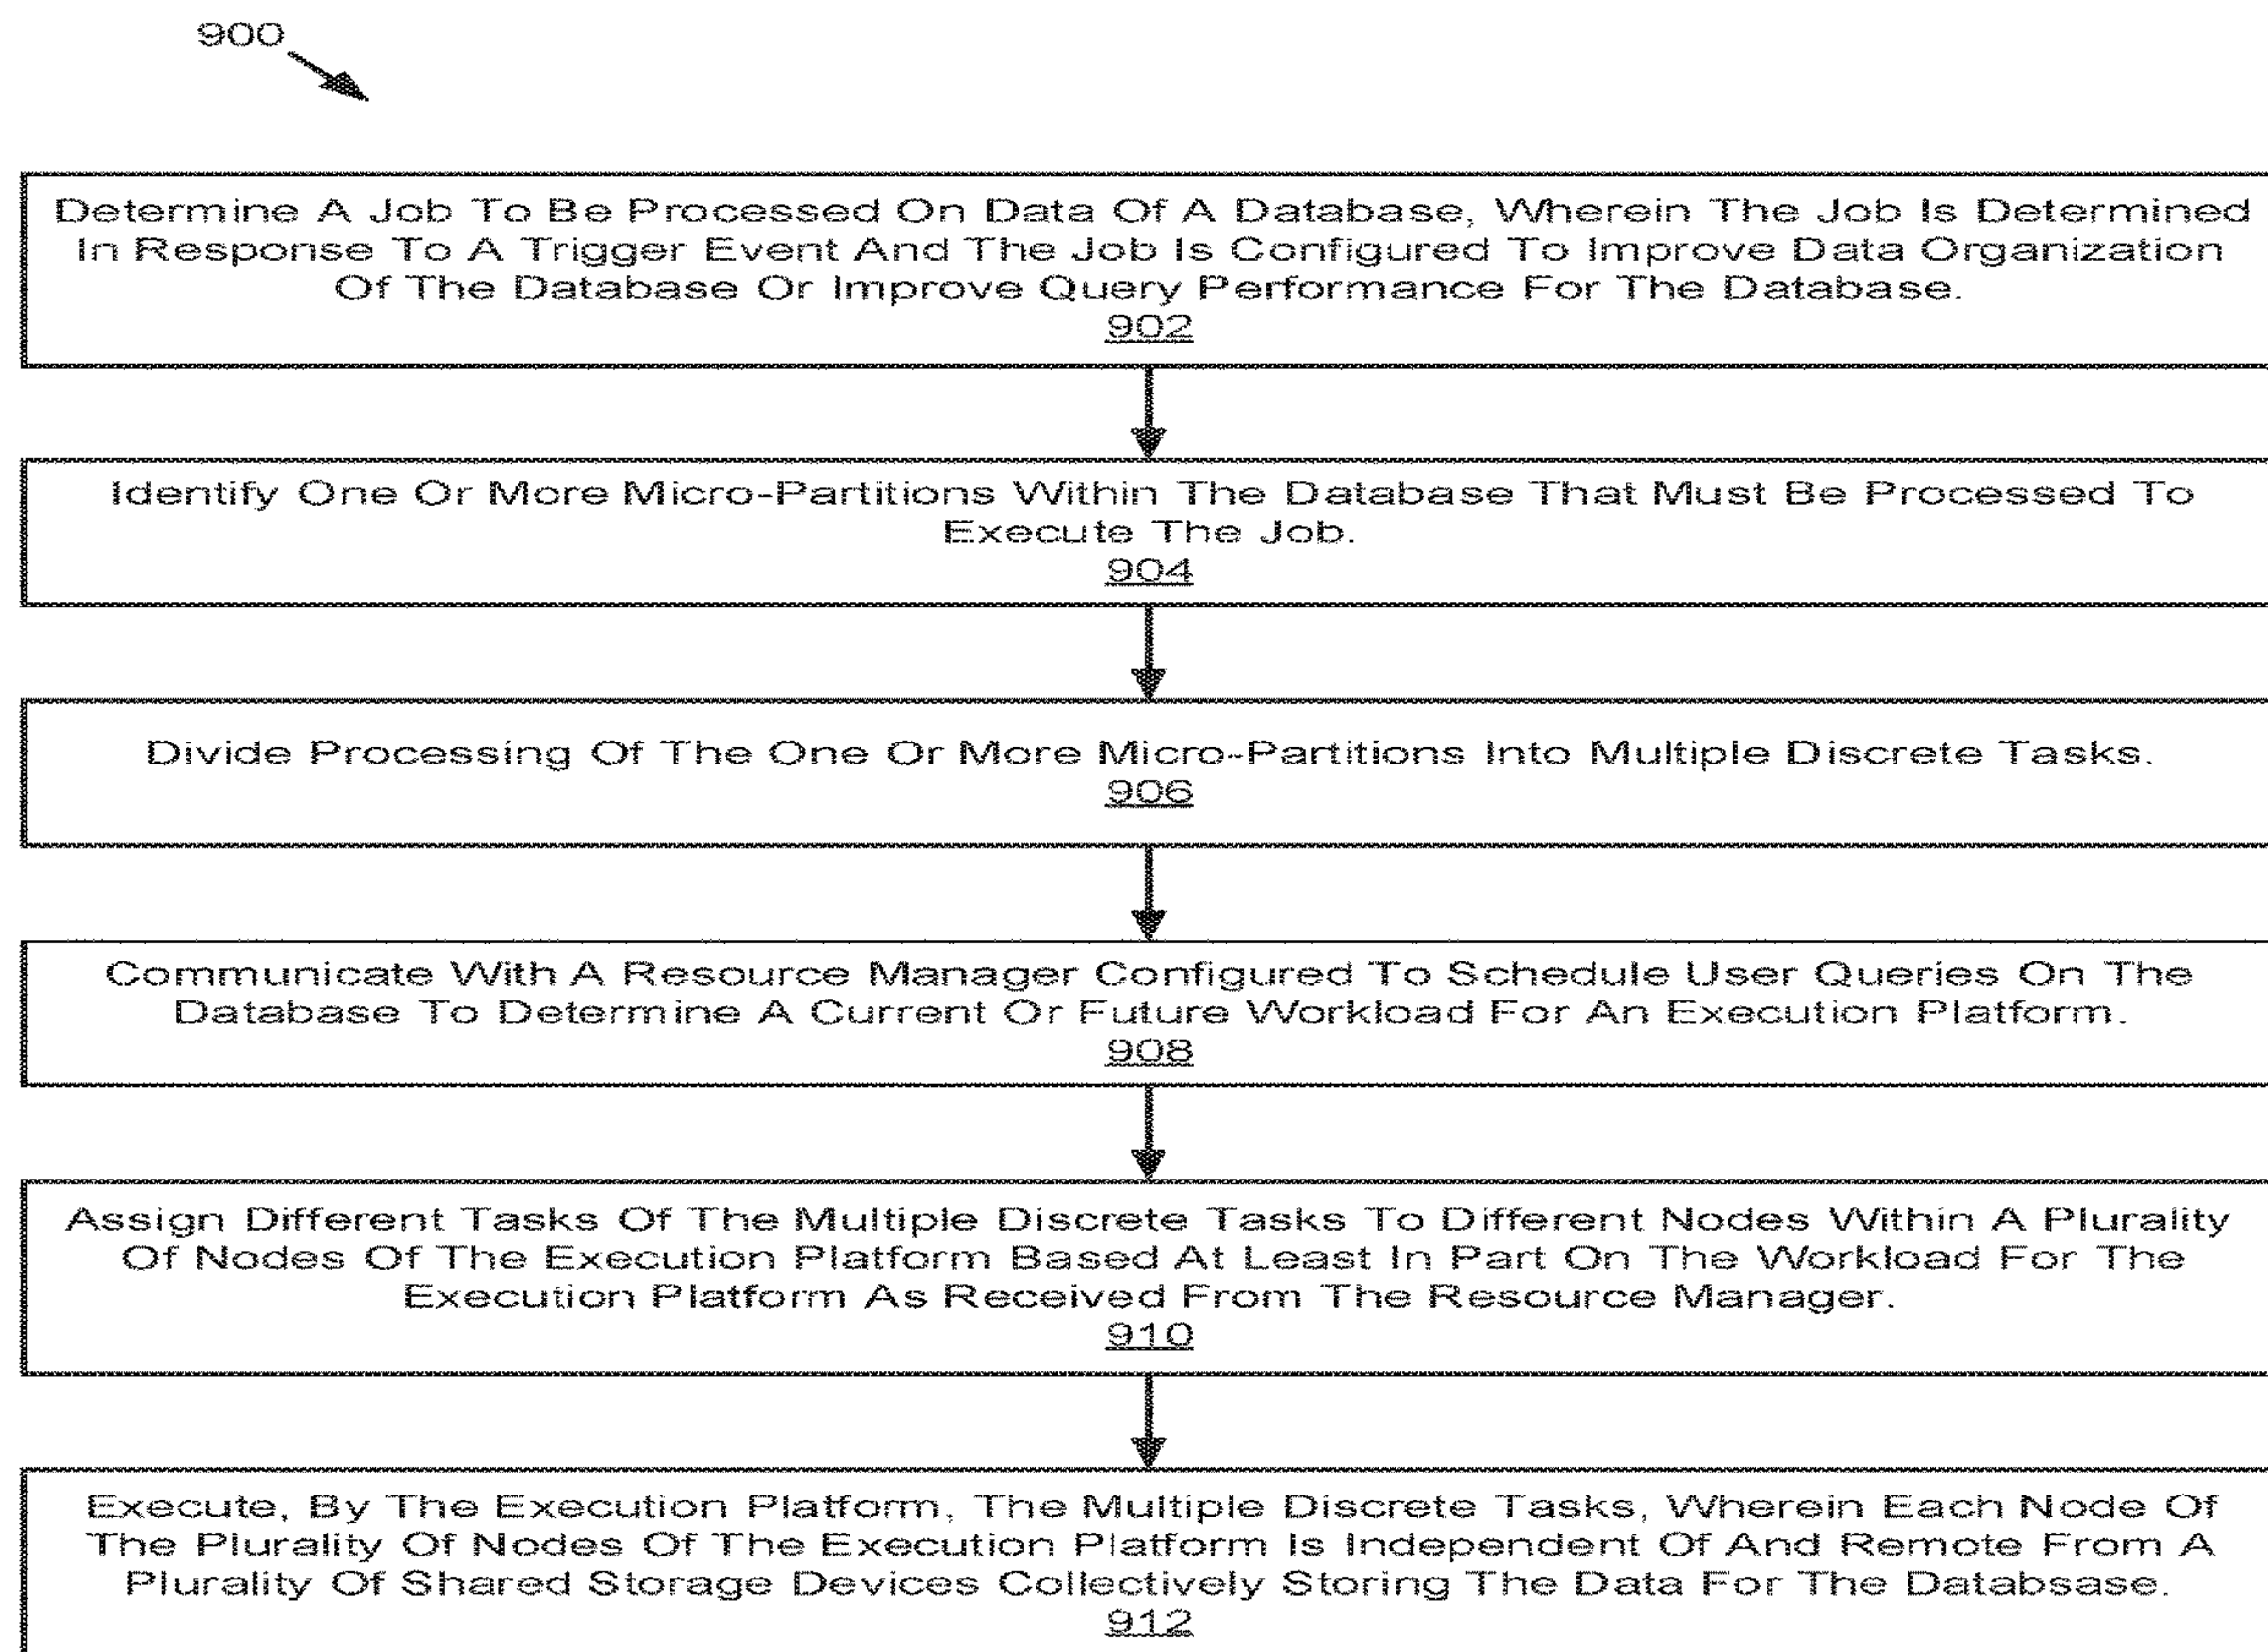 900
Determine A Job To Be Processed On Data Of A Database, Wherein The Job Is Determined
In Response To A Trigger Event And The Job Is Configured To Improve Data Organization
Of The Database Or Improve Query Performance For The Database.
902
Identify One Or More Micro-Partitions Within The Database That Must Be Processed To
Execute The Job.
904
Divide Processing Of The One Or More Micro-Partitions Into Multiple Discrete Tasks.
906
Communicate With A Resource Manager Configured To Schedule User Queries On The
Database To Determine A Current Or Future Workload For An Execution Platform.
908
Assign Different Tasks Of The Multiple Discrete Tasks To Different Nodes Within A Plurality
Of Nodes Of The Execution Platform Based At Least In Part On The Workload For The
Execution Platform As Received From The Resource Manager.
910
Execute, By The Execution Platform, The Multiple Discrete Tasks, Wherein Each Node Of
The Plurality Of Nodes Of The Execution Platform Is Independent Of And Remote From A
Plurality Of Shared Storage Devices Collectively Storing The Data For The Databsase.
912